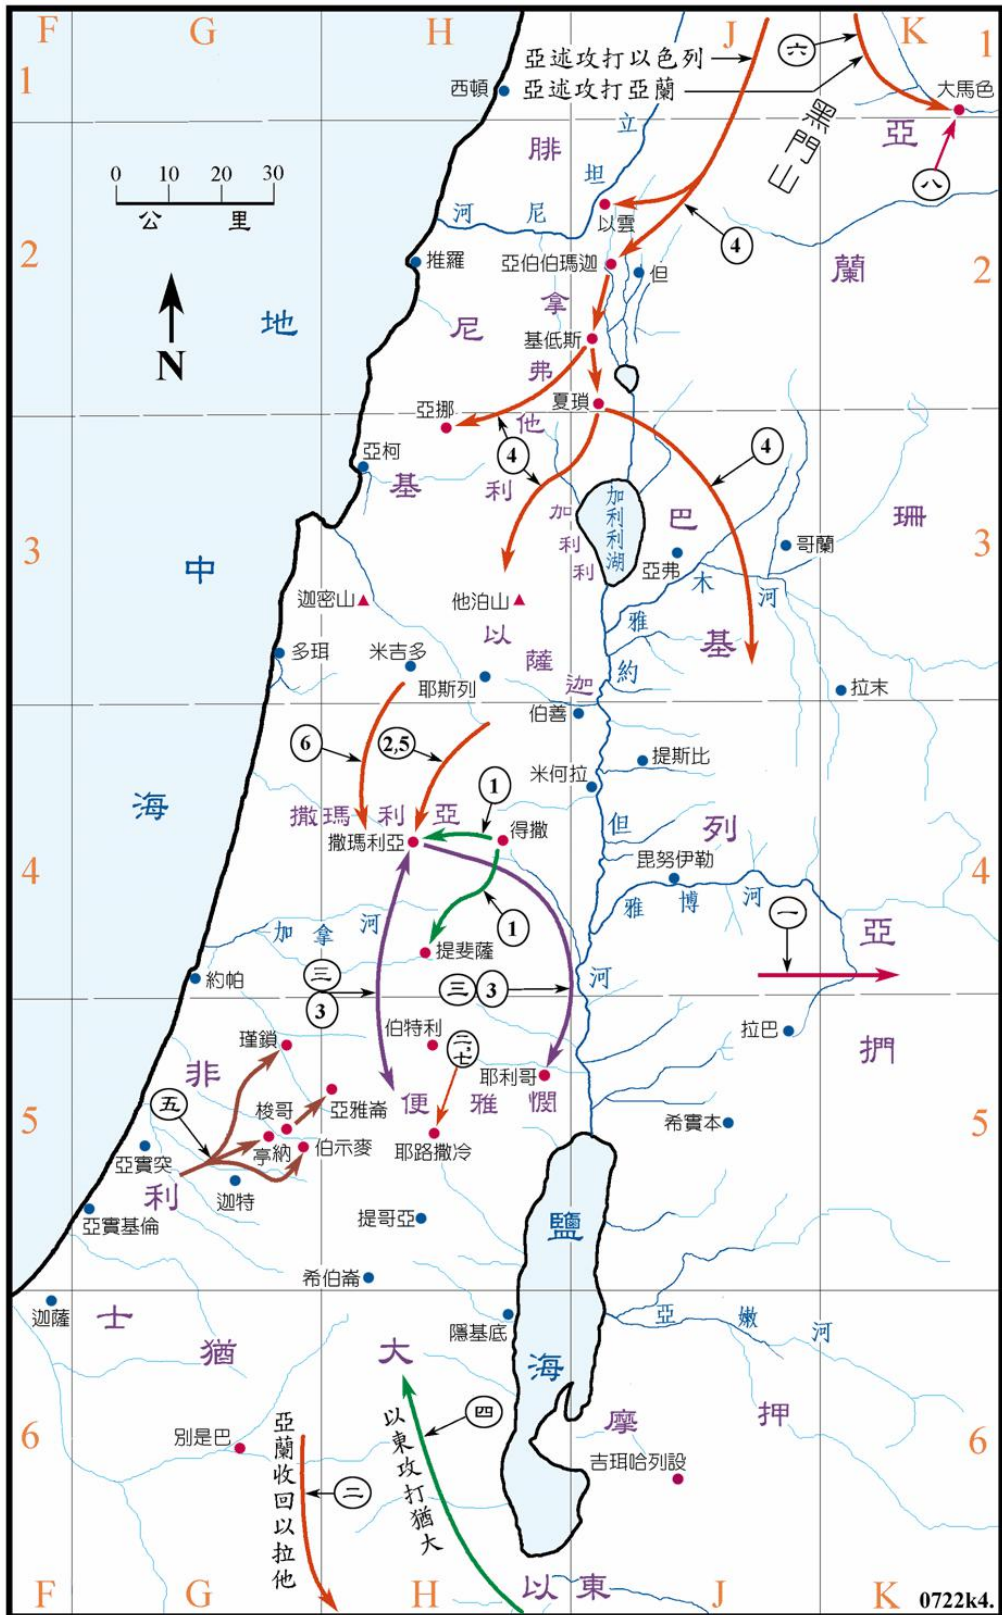 F
G
H
J
K
1
1
亞述攻打以色列
亞述攻打亞蘭
六
西頓
大馬色
黑門山
腓
立
坦
亞
八
0 10 20 30
公 里
河 尼
以雲
4
2
2
推羅
亞伯伯瑪迦
但
蘭
N
地
尼
拿
基低斯
弗
夏瑣
亞挪
他
4
4
亞柯
基
利
加
利
利
加利利湖
巴
珊
3
3
中
亞弗
哥蘭
木
河
雅
迦密山
他泊山
以
薩
迦
基
約
多珥
米吉多
耶斯列
拉末
伯善
6
2,5
提斯比
米何拉
1
海
撒瑪利亞
撒瑪利亞
得撒
但
列
毘努伊勒
4
4
雅 博 河
一
1
加 拿 河
提斐薩
亞
三
3
三
3
河
約帕
瑾鎖
伯特利
二,七
拉巴
捫
非
耶利哥
五
梭哥
亞雅崙
便 雅 憫
5
5
希實本
亞實突
亭納
伯示麥
耶路撒冷
利
迦特
亞實基倫
提哥亞
鹽
希伯崙
迦薩
士
隱基底
亞 嫩 河
猶
大
海
四
摩
押
6
6
別是巴
亞蘭收回以拉他
二
以東攻打猶大
吉珥哈列設
F
G
H
以東
J
K
0722k4.